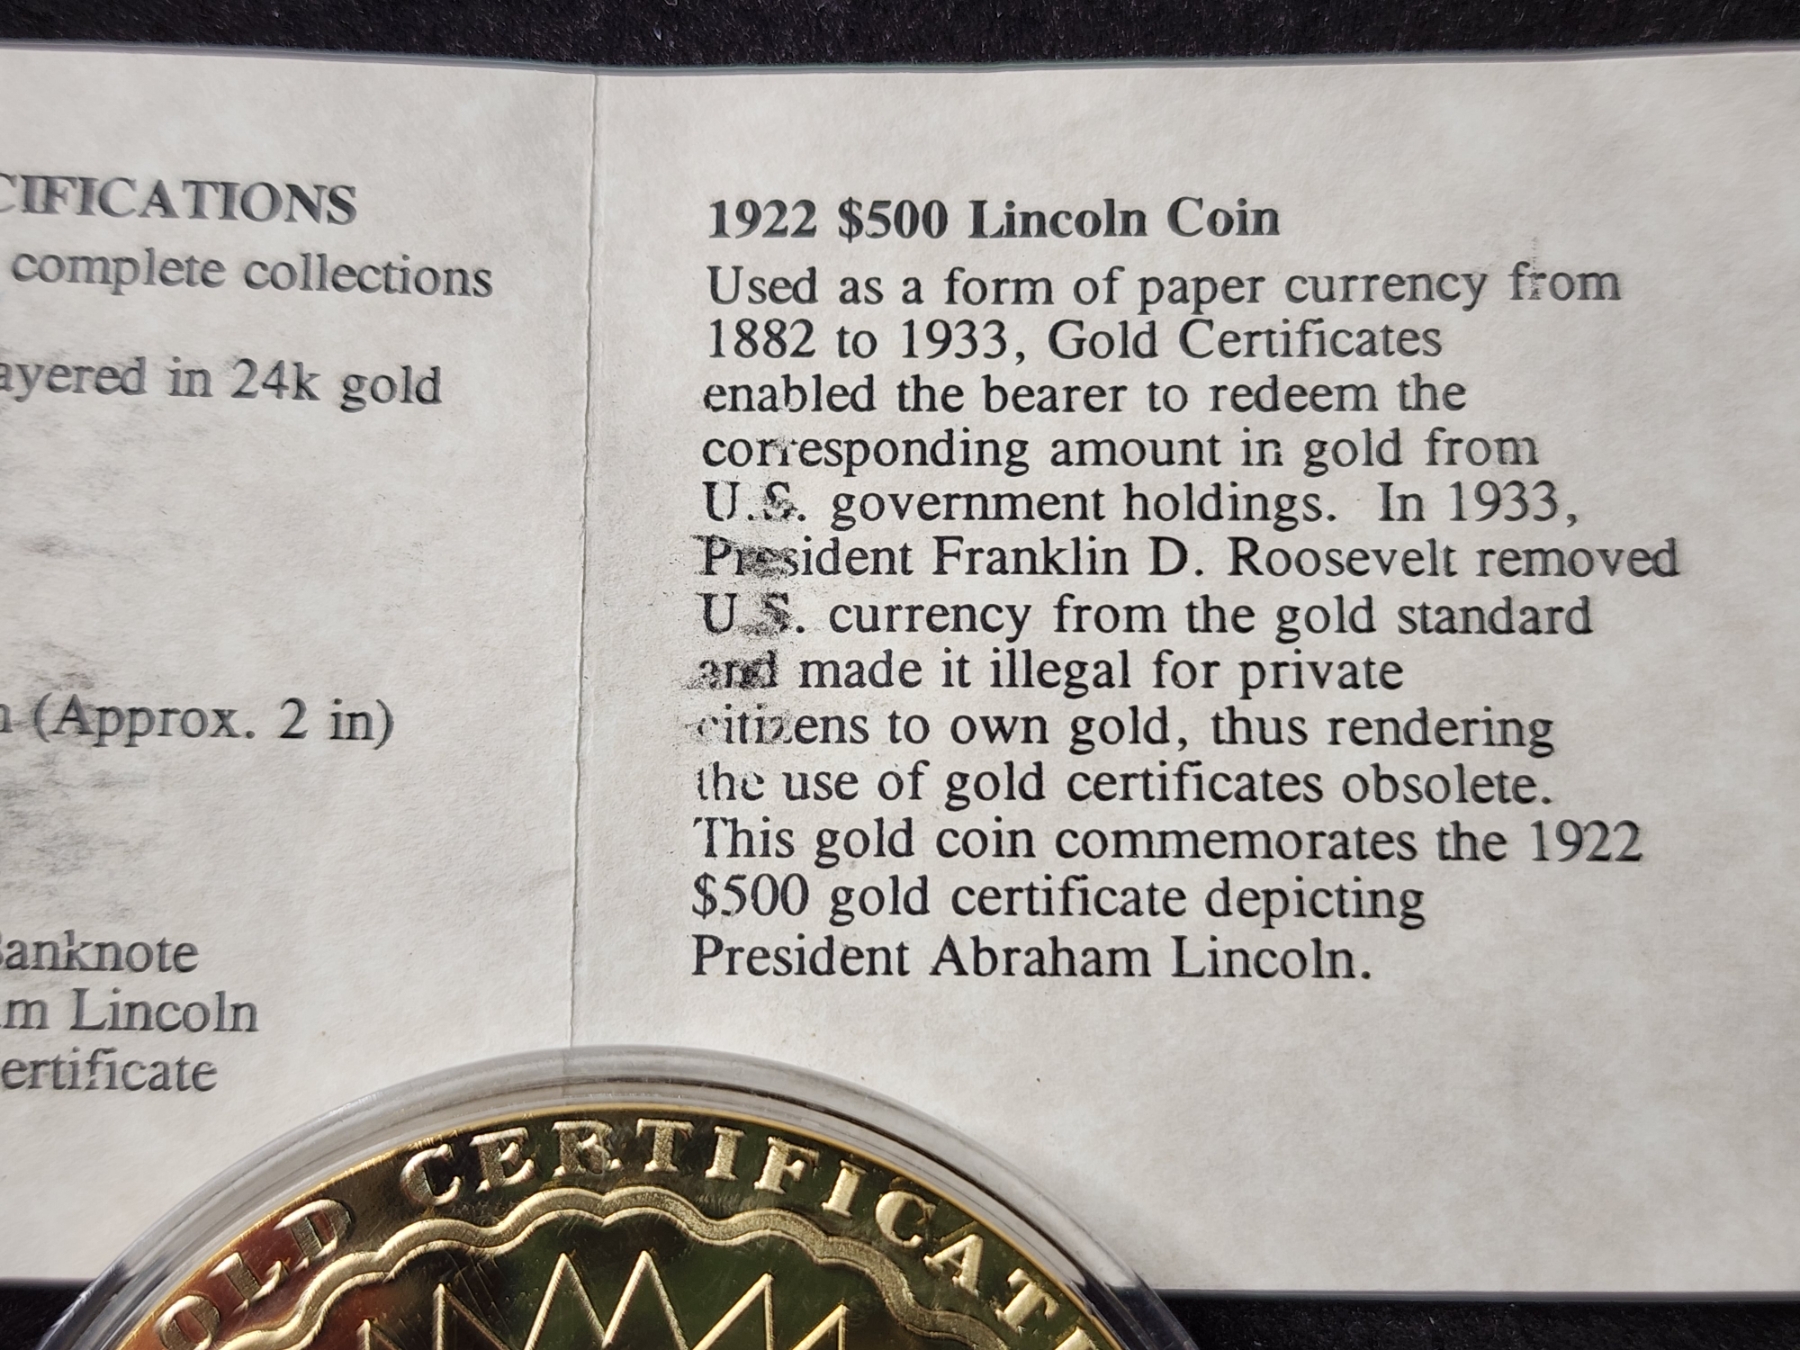 CIFICATIONS
complete collections
ayered in 24k gold
(Approx. 2 in)
Banknote
am Lincoln
ertificate
1922 $500 Lincoln Coin
Used as a form of paper currency from
1882 to 1933, Gold Certificates
enabled the bearer to redeem the
corresponding amount in gold from
U.S. government holdings. In 1933,
President Franklin D. Roosevelt removed
U.S. currency from the gold standard
and made it illegal for private
citizens to own gold, thus rendering
the use of gold certificates obsolete.
This gold coin commemorates the 1922
$500 gold certificate depicting
President Abraham Lincoln.
OLD CERTIFICATE